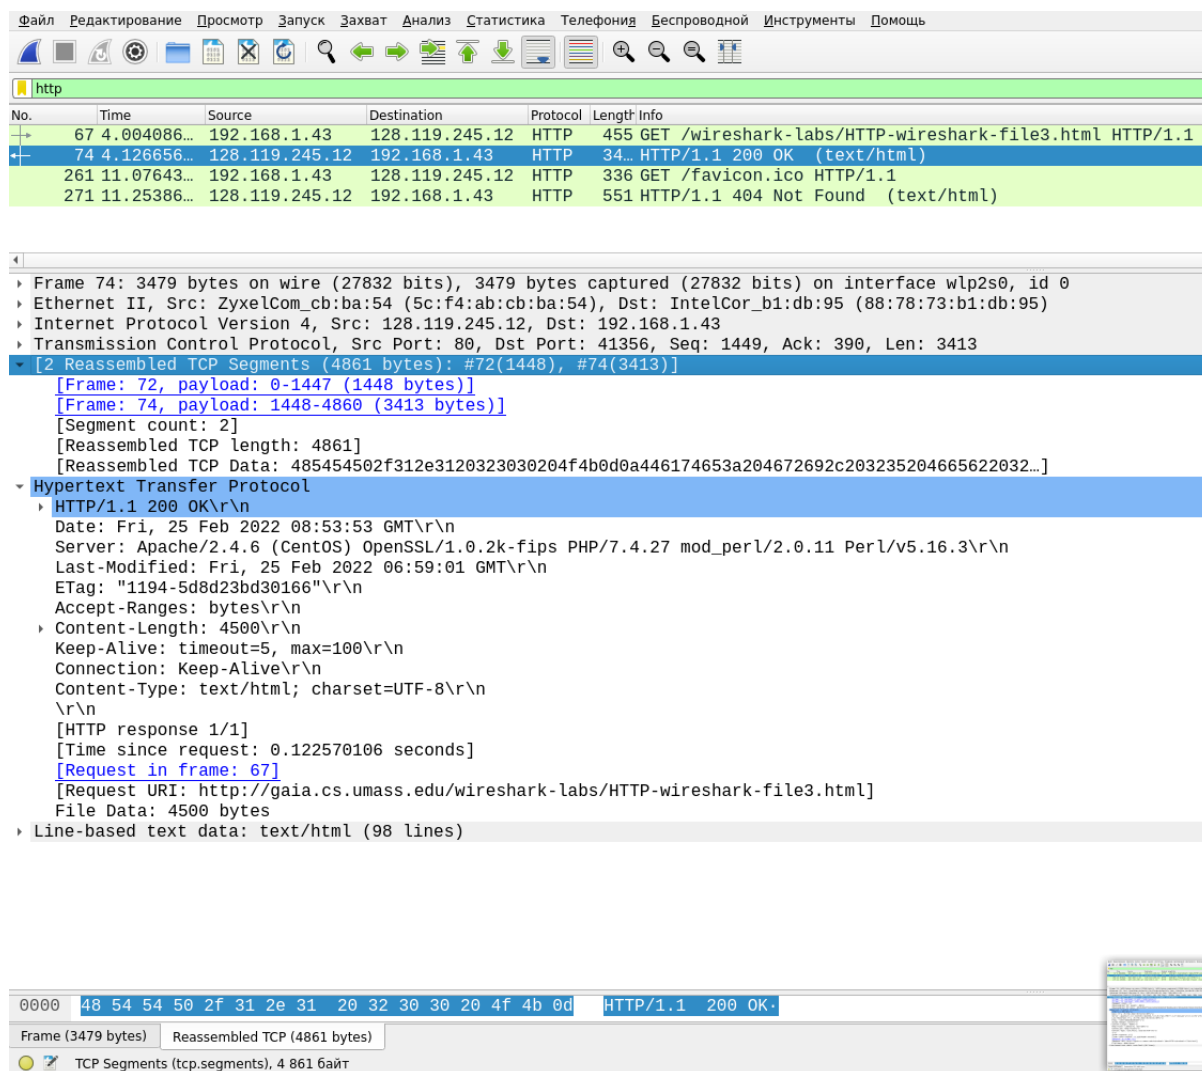 Файл Редактирование Просмотр Запуск Захват Анализ Статистика Телефония Беспроводной Инструменты Помощь
http
No. Time Source Destination Protocol Length Info
67 4.004086… 192.168.1.43 128.119.245.12 HTTP 455 GET /wireshark-labs/HTTP-wireshark-file3.html HTTP/1.1
74 4.126656… 128.119.245.12 192.168.1.43 HTTP 34… HTTP/1.1 200 OK (text/html)
261 11.07643… 192.168.1.43 128.119.245.12 HTTP 336 GET /favicon.ico HTTP/1.1
271 11.25386… 128.119.245.12 192.168.1.43 HTTP 551 HTTP/1.1 404 Not Found (text/html)
Frame 74: 3479 bytes on wire (27832 bits), 3479 bytes captured (27832 bits) on interface wlp2s0, id 0
Ethernet II, Src: ZyxelCom_cb:ba:54 (5c:f4:ab:cb:ba:54), Dst: IntelCor_b1:db:95 (88:78:73:b1:db:95)
Internet Protocol Version 4, Src: 128.119.245.12, Dst: 192.168.1.43
Transmission Control Protocol, Src Port: 80, Dst Port: 41356, Seq: 1449, Ack: 390, Len: 3413
[2 Reassembled TCP Segments (4861 bytes): #72(1448), #74(3413)]
[Frame: 72, payload: 0-1447 (1448 bytes)]
[Frame: 74, payload: 1448-4860 (3413 bytes)]
[Segment count: 2]
[Reassembled TCP length: 4861]
[Reassembled TCP Data: 485454502f312e3120323030204f4b0d0a446174653a204672692c203235204665622032…]
Hypertext Transfer Protocol
HTTP/1.1 200 OK\r\n
Date: Fri, 25 Feb 2022 08:53:53 GMT\r\n
Server: Apache/2.4.6 (CentOS) OpenSSL/1.0.2k-fips PHP/7.4.27 mod_perl/2.0.11 Perl/v5.16.3\r\n
Last-Modified: Fri, 25 Feb 2022 06:59:01 GMT\r\n
ETag: "1194-5d8d23bd30166"\r\n
Accept-Ranges: bytes\r\n
Content-Length: 4500\r\n
Keep-Alive: timeout=5, max=100\r\n
Connection: Keep-Alive\r\n
Content-Type: text/html; charset=UTF-8\r\n
\r\n
[HTTP response 1/1]
[Time since request: 0.122570106 seconds]
[Request in frame: 67]
[Request URI: http://gaia.cs.umass.edu/wireshark-labs/HTTP-wireshark-file3.html]
File Data: 4500 bytes
Line-based text data: text/html (98 lines)
0000 48 54 54 50 2f 31 2e 31 20 32 30 30 20 4f 4b 0d HTTP/1.1 200 OK·
Frame (3479 bytes) Reassembled TCP (4861 bytes)
TCP Segments (tcp.segments), 4 861 байт